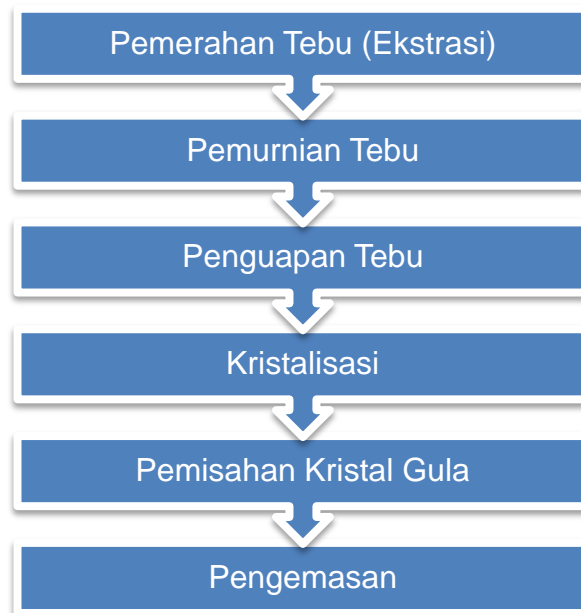 Pemerahan Tebu (Ekstrasi)
Pemurnian Tebu
Penguapan Tebu
Kristalisasi
Pemisahan Kristal Gula
Pengemasan